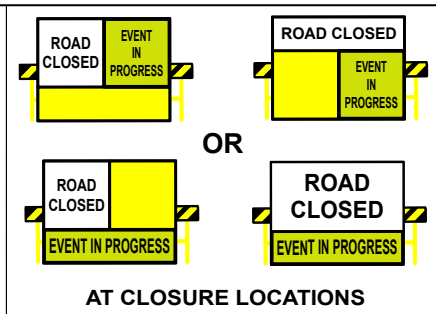 ROAD
CLOSED
EVENT
IN
PROGRESS
ROAD CLOSED
EVENT
IN
PROGRESS
OR
ROAD
CLOSED
EVENT IN PROGRESS
ROAD
CLOSED
EVENT IN PROGRESS
AT CLOSURE LOCATIONS